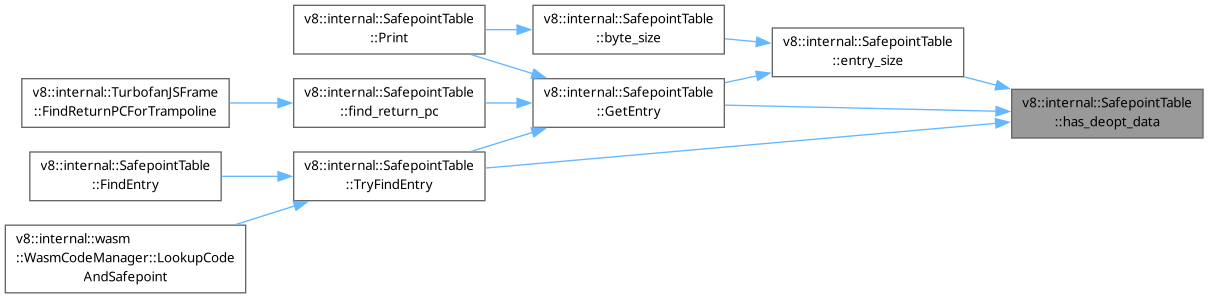 v8::internal::SafepointTable
::Print
v8::internal::SafepointTable
::byte_size
v8::internal::SafepointTable
::entry_size
v8::internal::TurbofanJSFrame
::FindReturnPCForTrampoline
v8::internal::SafepointTable
::find_return_pc
v8::internal::SafepointTable
::GetEntry
v8::internal::SafepointTable
::has_deopt_data
v8::internal::SafepointTable
::FindEntry
v8::internal::SafepointTable
::TryFindEntry
v8::internal::wasm
::WasmCodeManager::LookupCode
AndSafepoint